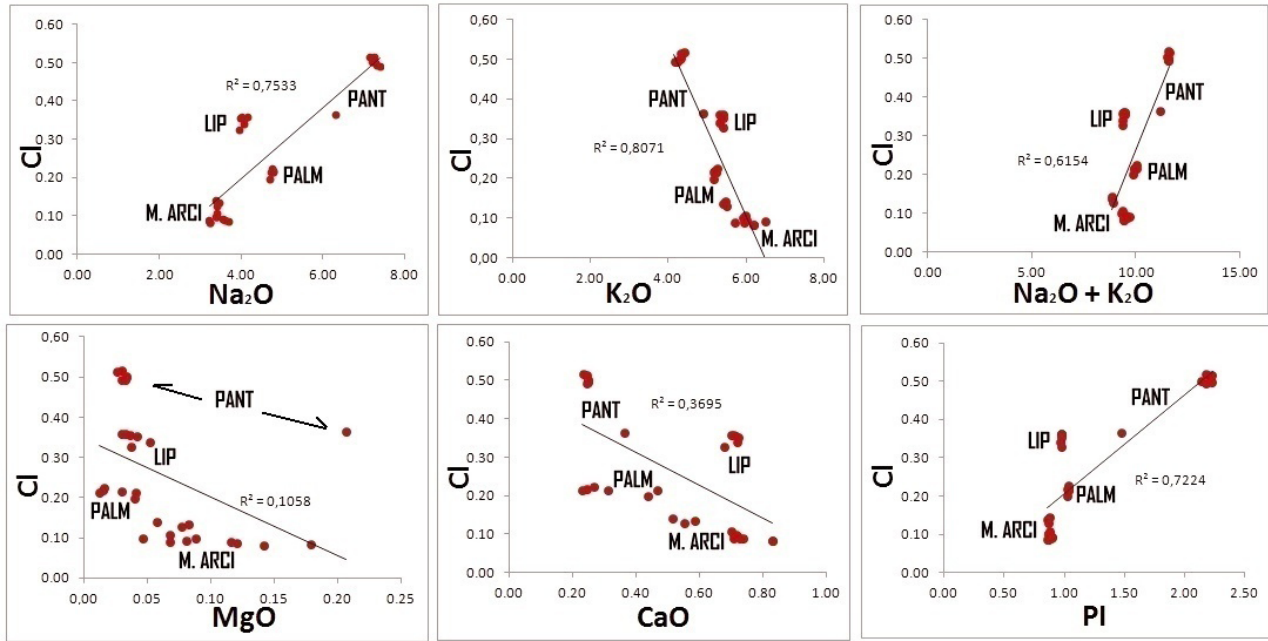 0.60
0.50
0.40
0.30
0.20
0.10
0.00
Cl
R² = 0,7533
LIP
PANT
PALM
M. ARCI
0.00 2.00 4.00 6.00 8.00
Na₂O
0,60
0,50
0,40
0,30
0,20
0,10
0,00
Cl
PANT
LIP
R² = 0,8071
PALM
M. ARCI
0.00 2.00 4.00 6.00 8.00
K₂O
0.60
0.50
0.40
0.30
0.20
0.10
0.00
Cl
PANT
LIP
R² = 0,6154
PALM
M. ARCI
0.00 5.00 10.00 15.00
Na₂O + K₂O
0.60
0.50
0.40
0.30
0.20
0.10
0.00
Cl
PANT
LIP
R² = 0,1058
PALM
M. ARCI
0.00 0.05 0.10 0.15 0.20 0.25
MgO
0.60
0.50
0.40
0.30
0.20
0.10
0.00
Cl
PANT
R² = 0,3695
LIP
PALM
M. ARCI
0.00 0.20 0.40 0.60 0.80 1.00
CaO
0.60
0.50
0.40
0.30
0.20
0.10
0.00
Cl
LIP
PALM
R² = 0,7224
M. ARCI
0.00 0.50 1.00 1.50 2.00 2.50
PI